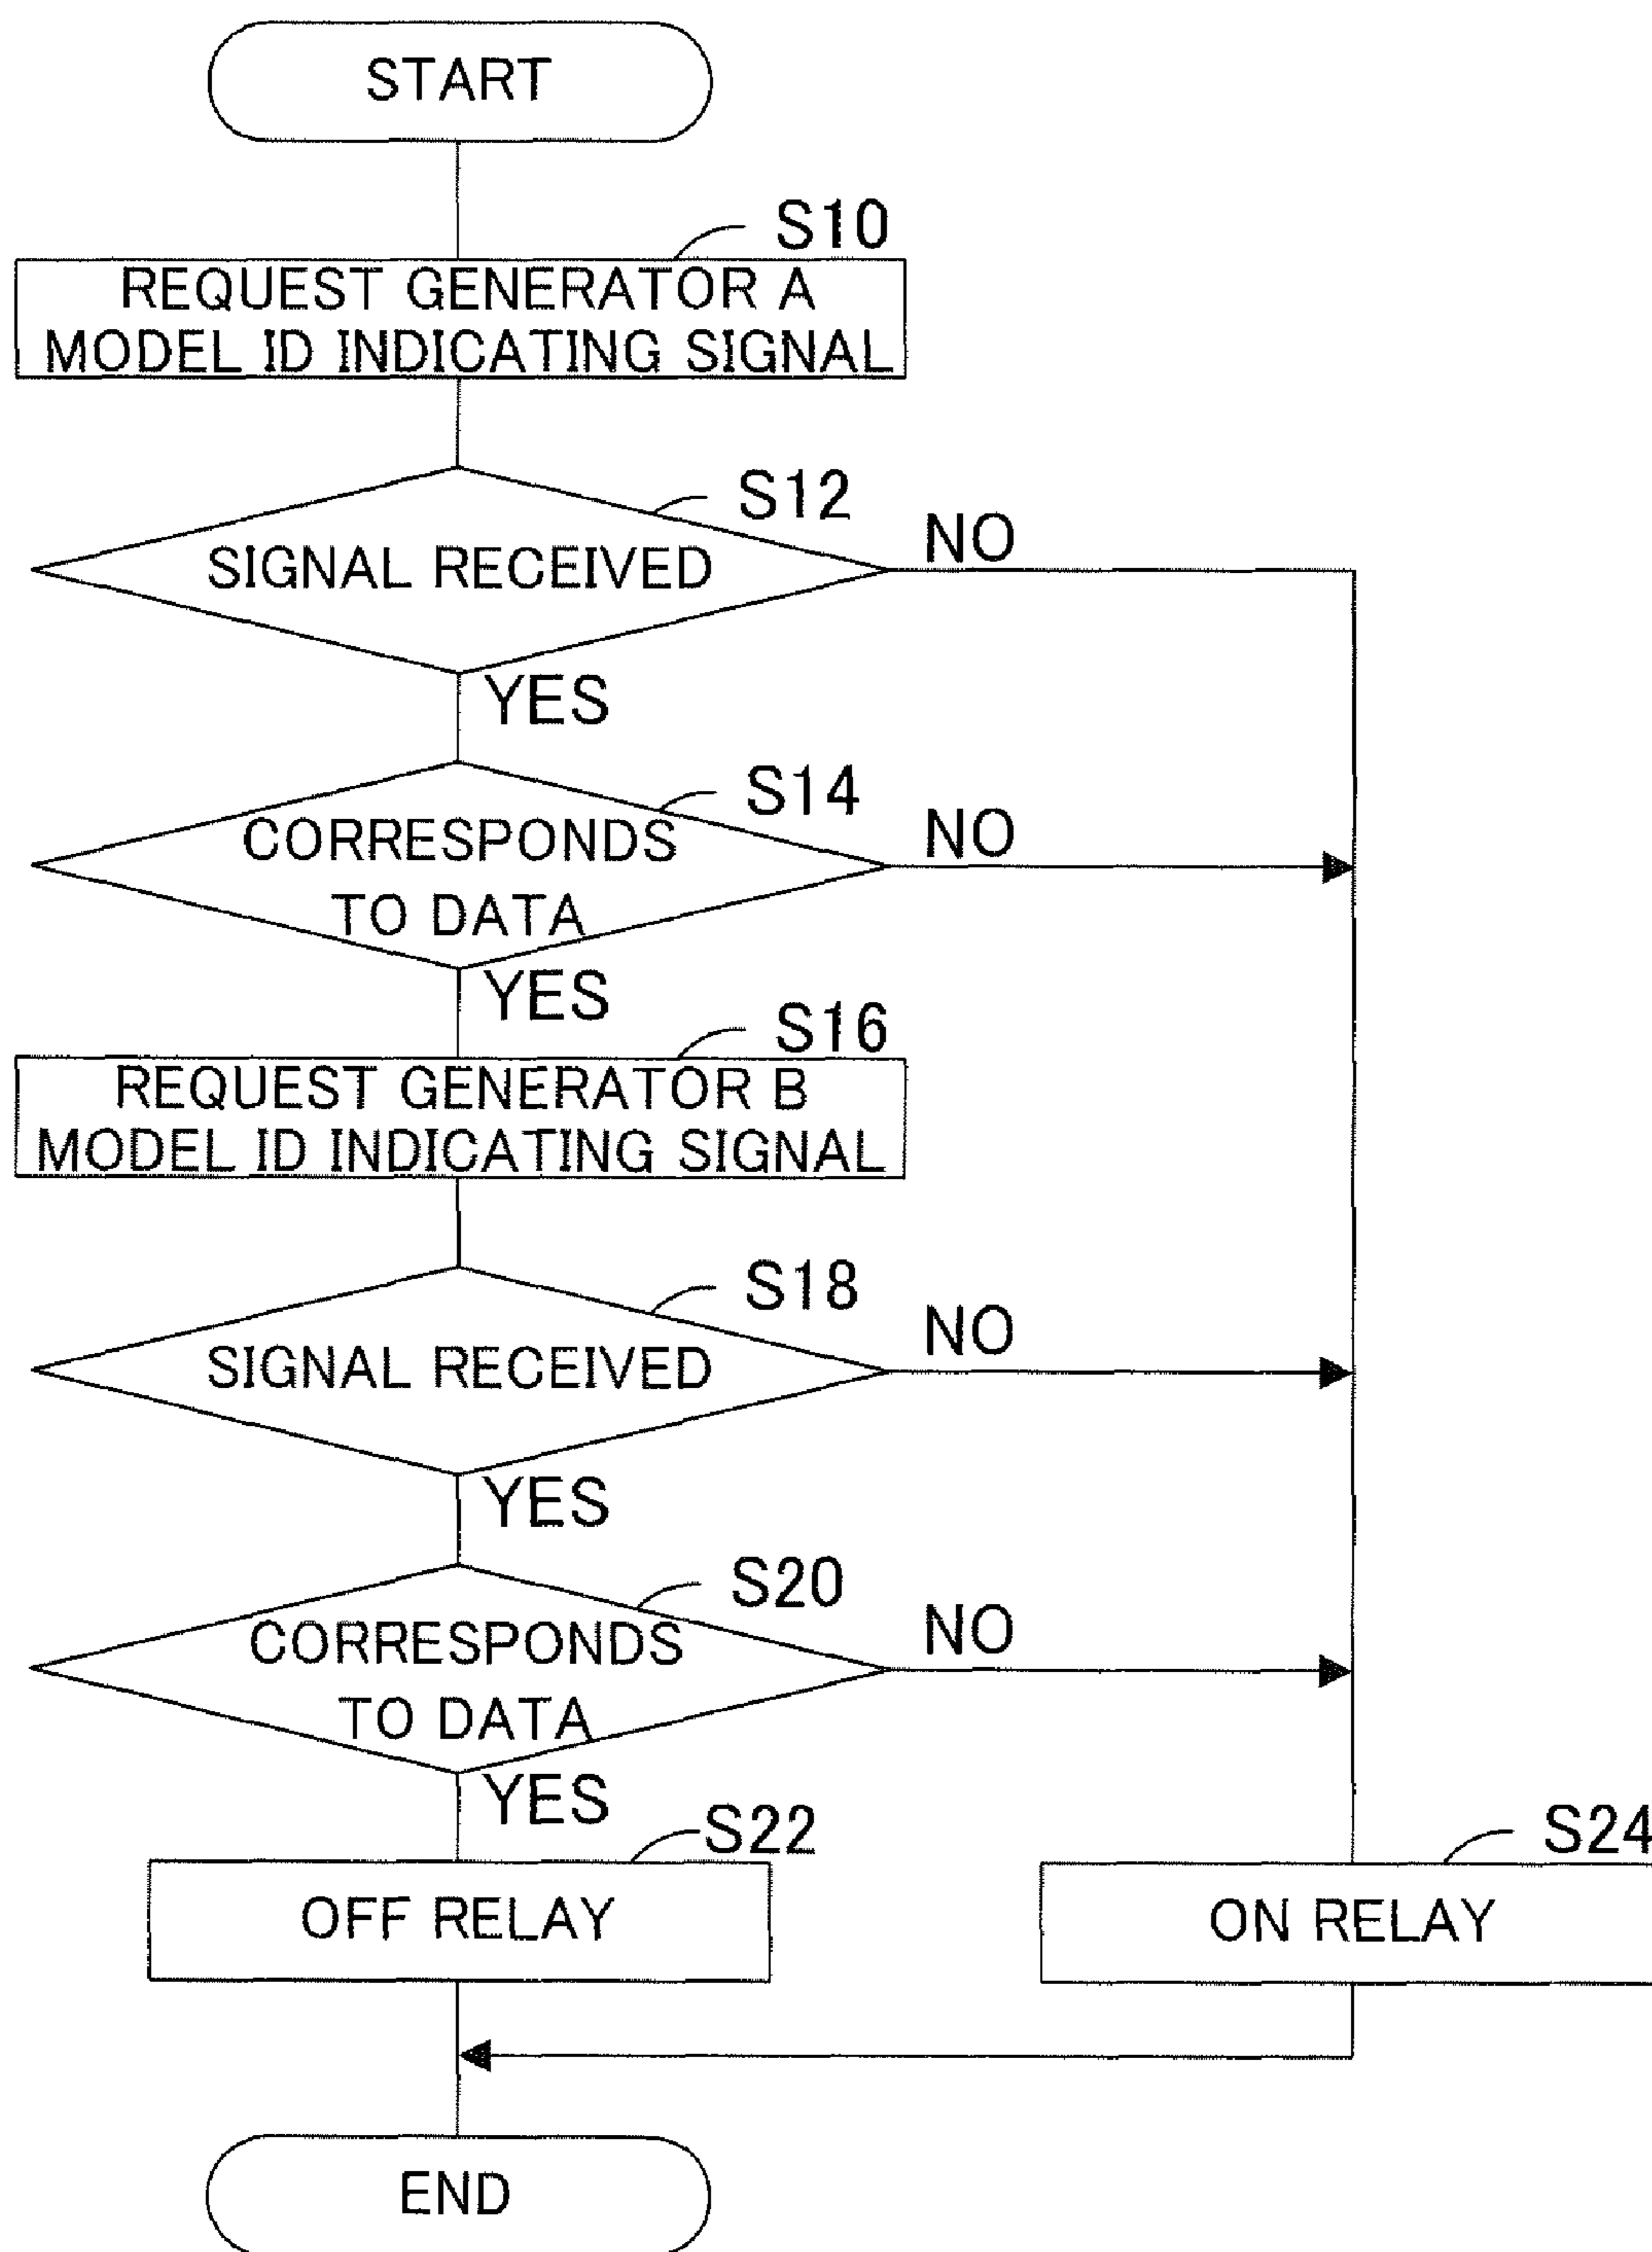 START
S10
REQUEST GENERATOR A
MODEL ID INDICATING SIGNAL
S12
SIGNAL RECEIVED
NO
YES
S14
CORRESPONDS
TO DATA
NO
YES
S16
REQUEST GENERATOR B
MODEL ID INDICATING SIGNAL
S18
SIGNAL RECEIVED
NO
YES
S20
CORRESPONDS
TO DATA
NO
YES
S22
OFF RELAY
S24
ON RELAY
END